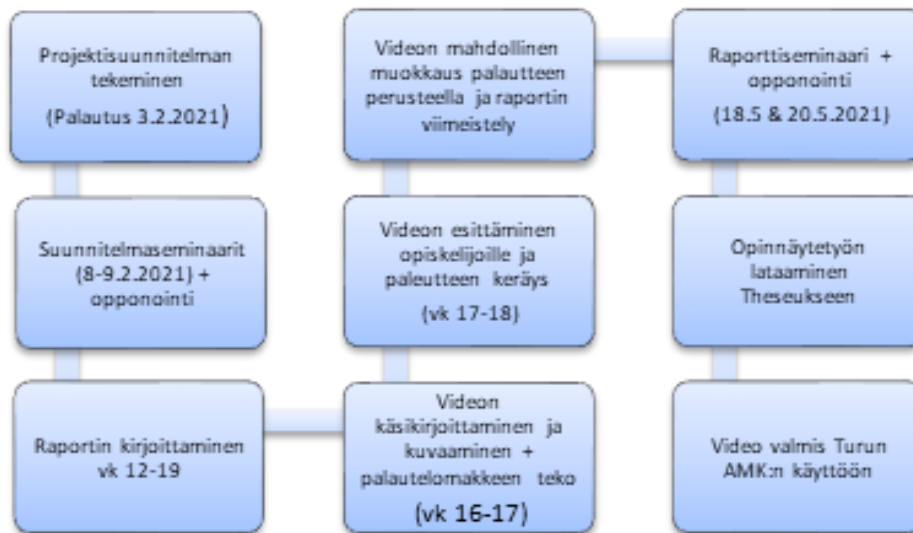 Projektisuunnitelman
tekeminen
(Palautus 3.2.2021)
Suunnitelmaseminaarit
(8-9.2.2021) +
opponointi
Raportin kirjoittaminen
vk 12-19
Videon
käsikirjoittaminen ja
kuvaaminen +
palautelomakkeen teko
(vk 16-17)
Videon esittäminen
opiskelijoille ja
paleutteen keräys
(vk 17-18)
Videon mahdollinen
muokkaus palautteen
perusteella ja raportin
viimeistely
Raporttiseminaari +
opponointi
(18.5 & 20.5.2021)
Opinnäytetyön
lataaminen
Theseukseen
Video valmis Turun
AMK:n käyttöön